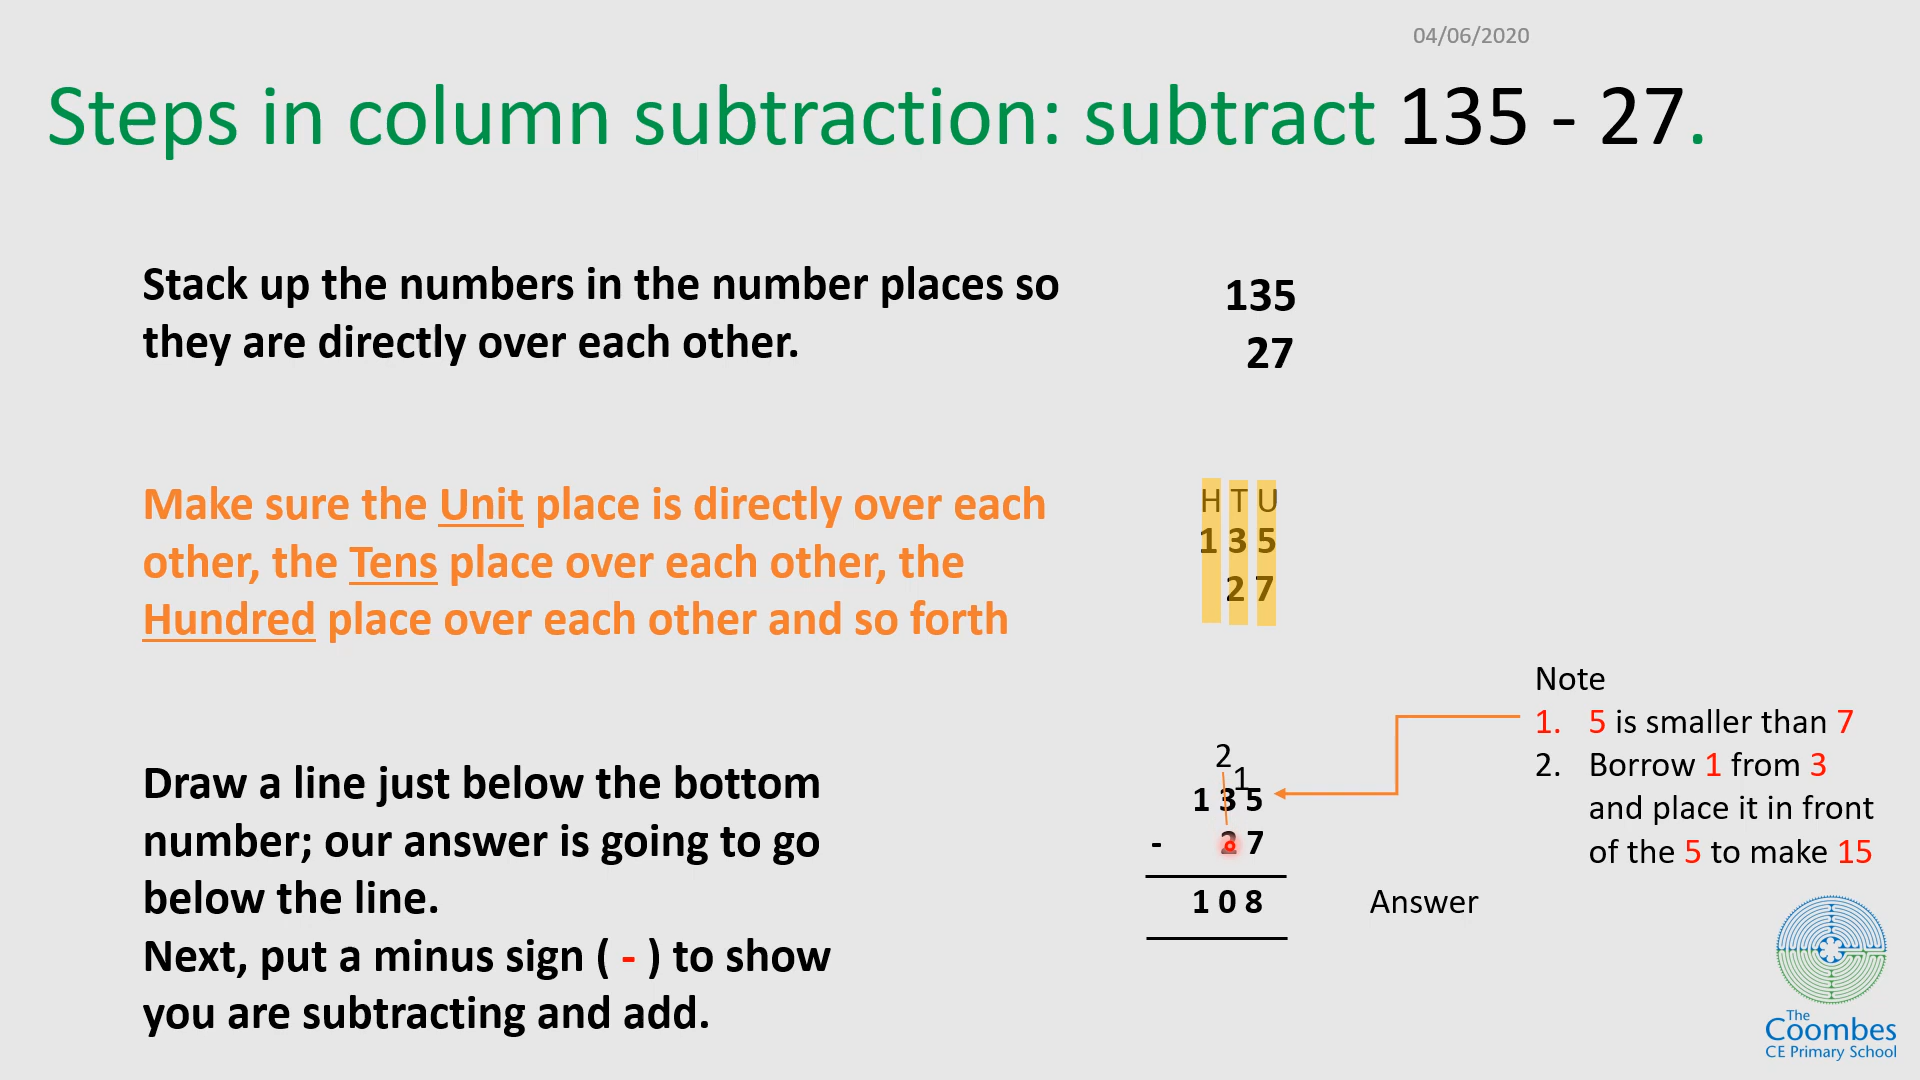 04/06/2020
Steps in column subtraction: subtract 135 - 27.
Stack up the numbers in the number places so
they are directly over each other.
135
27
Make sure the Unit place is directly over each
other, the Tens place over each other, the
Hundred place over each other and so forth
H T U
1 3 5
2 7
Draw a line just below the bottom
number; our answer is going to go
below the line.
Next, put a minus sign ( - ) to show
you are subtracting and add.
2
1
1 3 5
- 2 7
1 0 8
Answer
Note
1. 5 is smaller than 7
2. Borrow 1 from 3
and place it in front
of the 5 to make 15
The
Coombes
CE Primary School